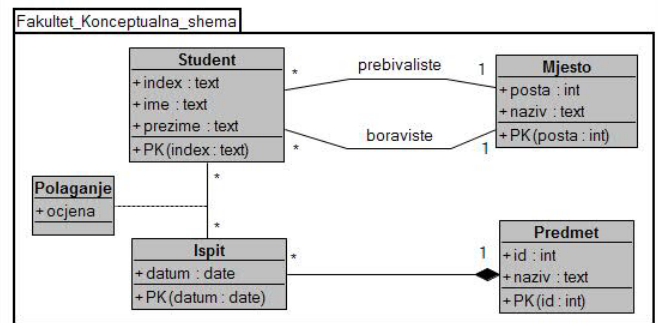 Fakultet_Konceptualna_shema
Student
+index : text
+ime : text
+prezime : text
+PK(index : text)
* prebivaliste 1
* boraviste 1
Mjesto
+posta : int
+naziv : text
+PK(posta : int)
*
Polaganje
+ocjena
*
Ispit
+datum : date
+PK(datum : date)
* 1
Predmet
+id : int
+naziv : text
+PK(id : int)